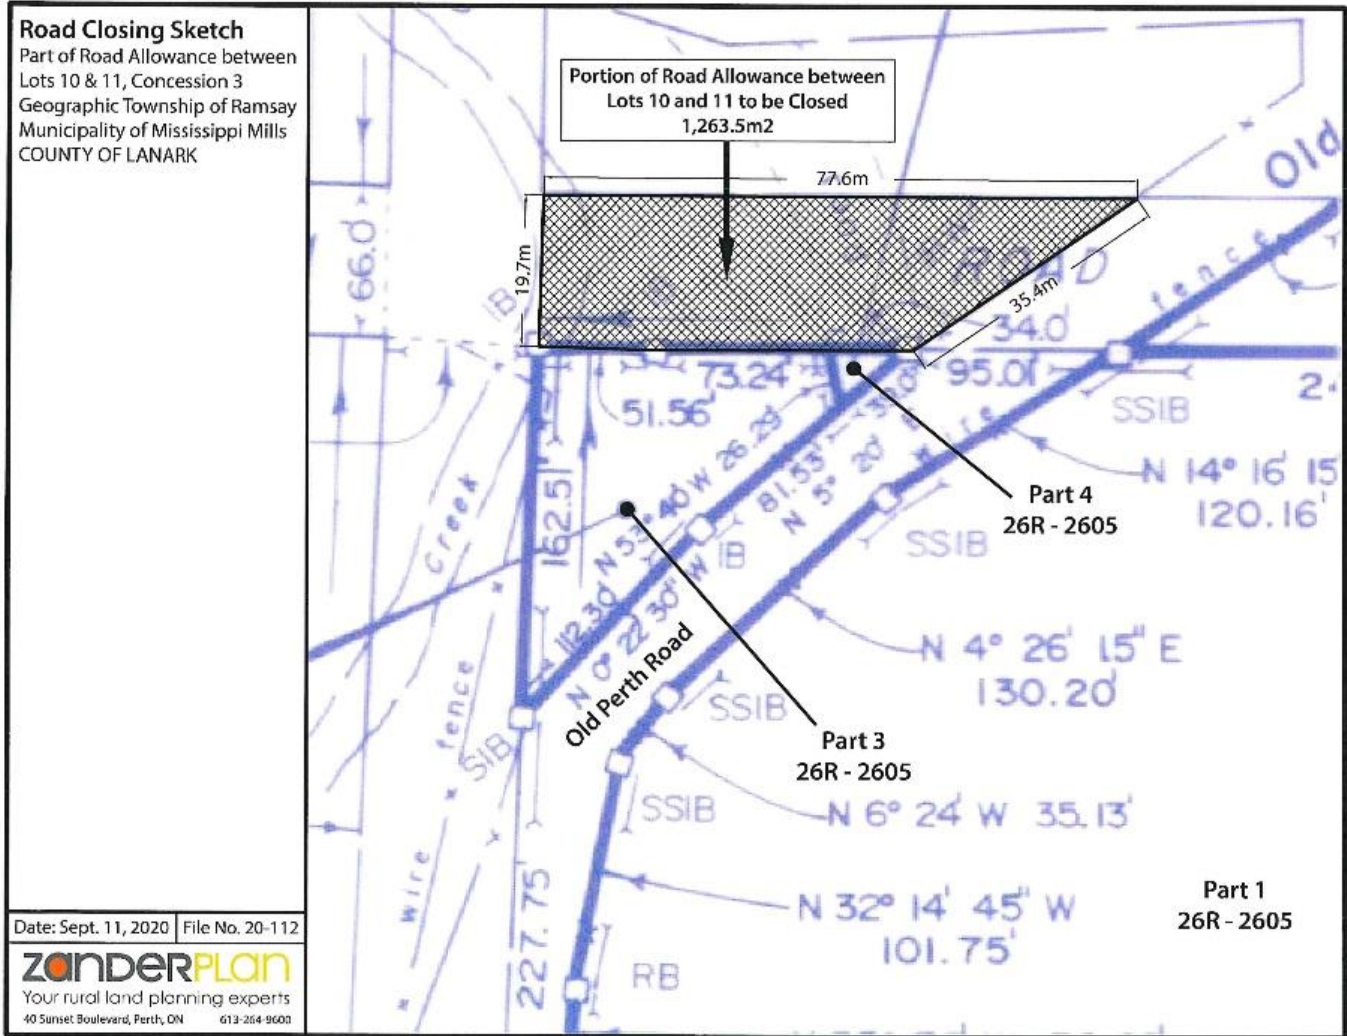 Road Closing Sketch
Part of Road Allowance between
Lots 10 & 11, Concession 3
Geographic Township of Ramsay
Municipality of Mississippi Mills
COUNTY OF LANARK
Portion of Road Allowance between
Lots 10 and 11 to be Closed
1,263.5m2
77.6m
Old
66.0'
19.7m
IB
ROAD
35.4m
fence
34.0'
73.24'
95.01'
51.56'
SSIB
2
N 53° 40' W 26.29'
81.53'
N 5° 20' E
wire
N 14° 16' 15
120.16'
Part 4
26R - 2605
162.51'
Creek
IB
SSIB
112.30'
N 0° 22' 30" W
Old Perth Road
N 4° 26' 15" E
130.20'
SSIB
Part 3
26R - 2605
SIB
wire fence
SSIB
N 6° 24' W 35.13'
227.75'
N 32° 14' 45" W
101.75'
Part 1
26R - 2605
RB
Date: Sept. 11, 2020
File No. 20-112
ZANDERPLAN
Your rural land planning experts
40 Sunset Boulevard, Perth, ON
613-264-9600